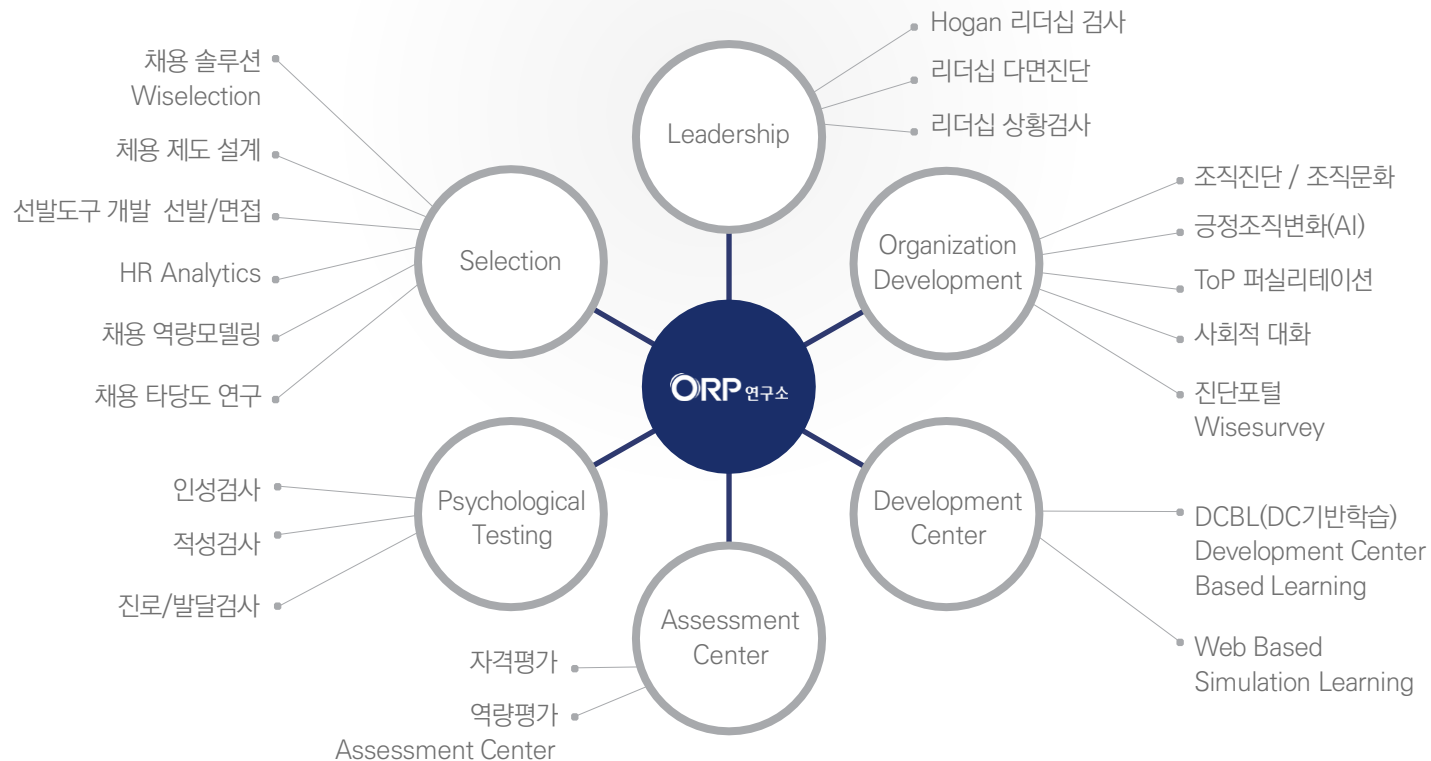 Hogan 리더십 검사
리더십 다면진단
리더십 상황검사
Leadership
채용 솔루션
Wiselection
체용 제도 설계
선발도구 개발 선발/면접
HR Analytics
채용 역량모델링
채용 타당도 연구
Selection
조직진단 / 조직문화
긍정조직변화(AI)
ToP 퍼실리테이션
사회적 대화
진단포털
Wisesurvey
Organization
Development
ORP 연구소
인성검사
적성검사
진로/발달검사
Psychological
Testing
Development
Center
DCBL(DC기반학습)
Development Center
Based Learning
Web Based
Simulation Learning
Assessment
Center
자격평가
역량평가
Assessment Center